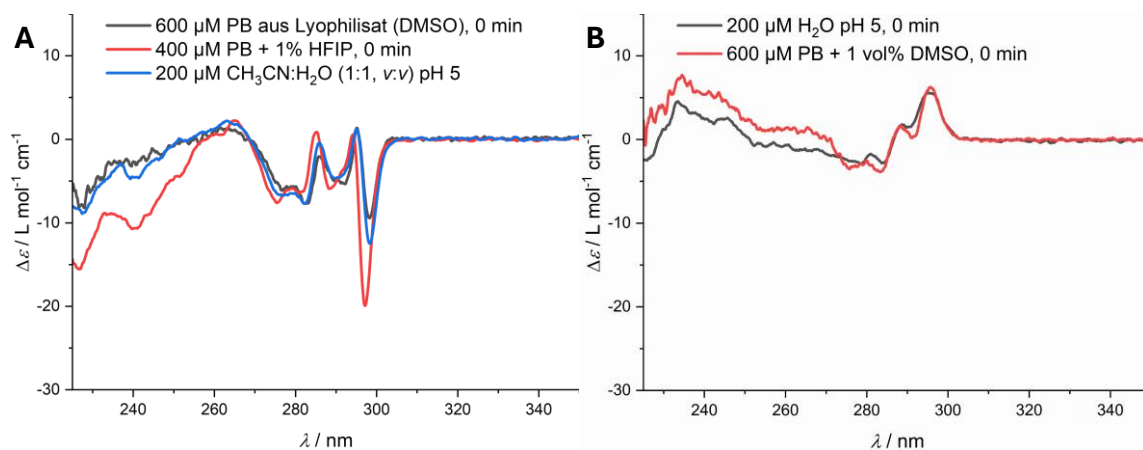 A
600 µM PB aus Lyophilisat (DMSO), 0 min
400 µM PB + 1% HFIP, 0 min
200 µM CH₃CN:H₂O (1:1, v:v) pH 5
10
0
-10
-20
-30
Δε / L mol⁻¹ cm⁻¹
240 260 280 300 320 340
λ / nm
B
200 µM H₂O pH 5, 0 min
600 µM PB + 1 vol% DMSO, 0 min
10
0
-10
-20
-30
Δε / L mol⁻¹ cm⁻¹
240 260 280 300 320 340
λ / nm